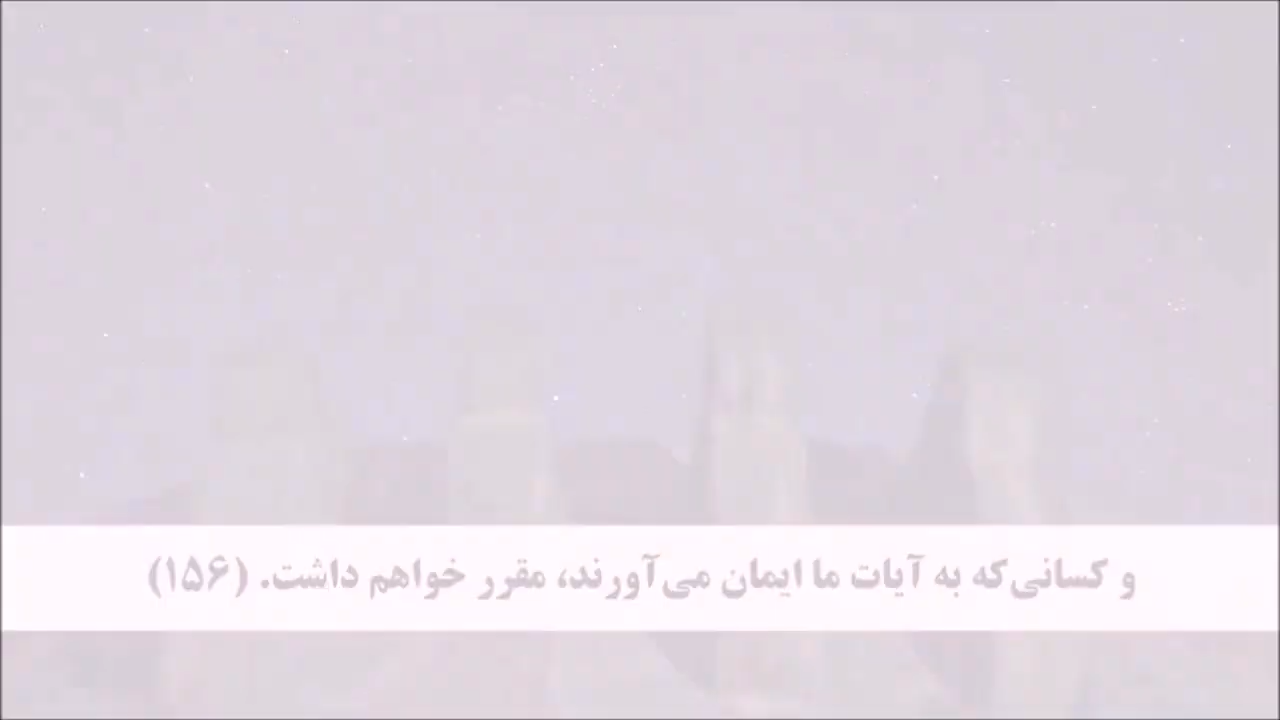 و کسانی‌که به آیات ما ایمان می‌آورند، مقرر خواهم داشت. (۱۵۶)